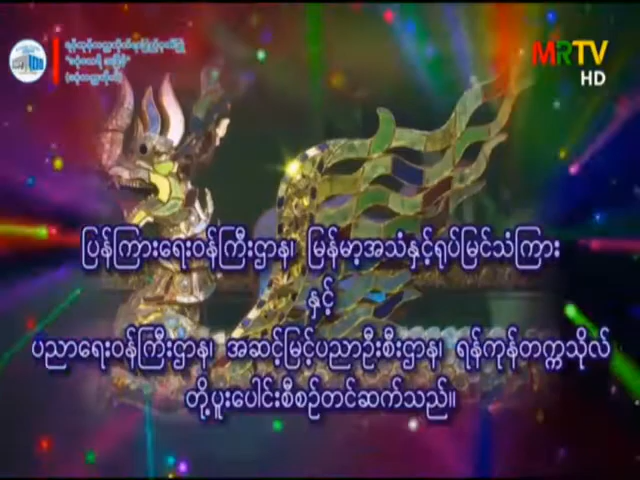 MRTV
HD
ပြန်ကြားရေးဝန်ကြီးဌာန၊ မြန်မာ့အသံနှင့်ရုပ်မြင်သံကြား
နှင့်
ပညာရေးဝန်ကြီးဌာန၊ အဆင့်မြင့်ပညာဦးစီးဌာန၊ ရန်ကုန်တက္ကသိုလ်
တို့ပူးပေါင်းစီစဉ်တင်ဆက်သည်။